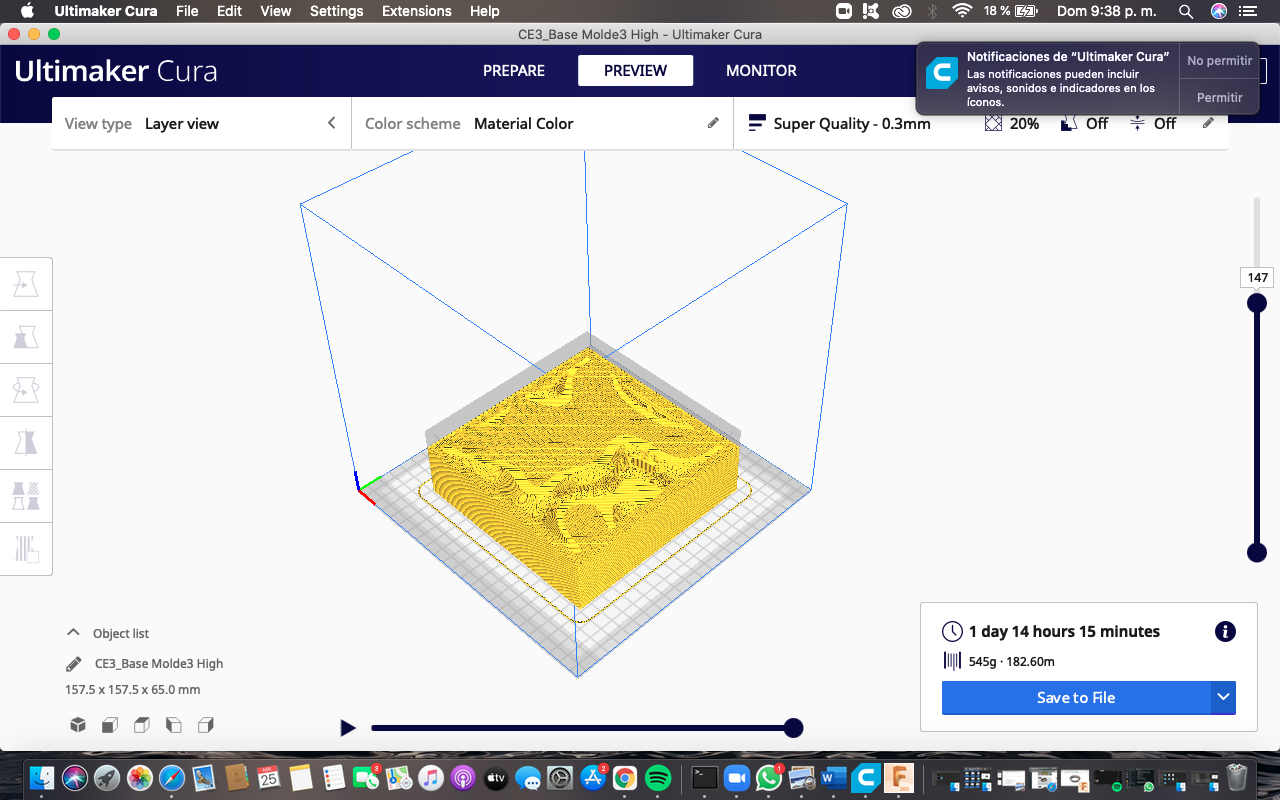 Ultimaker Cura File Edit View Settings Extensions Help 18 % Dom 9:38 p. m.
CE3_Base Molde3 High - Ultimaker Cura
Ultimaker Cura PREPARE PREVIEW MONITOR
Notificaciones de “Ultimaker Cura”
Las notificaciones pueden incluir
avisos, sonidos e indicadores en los
íconos.
No permitir
Permitir
View type Layer view Color scheme Material Color Super Quality - 0.3mm 20% Off Off
147
Object list
CE3_Base Molde3 High
157.5 x 157.5 x 65.0 mm
1 day 14 hours 15 minutes
545g · 182.60m
Save to File